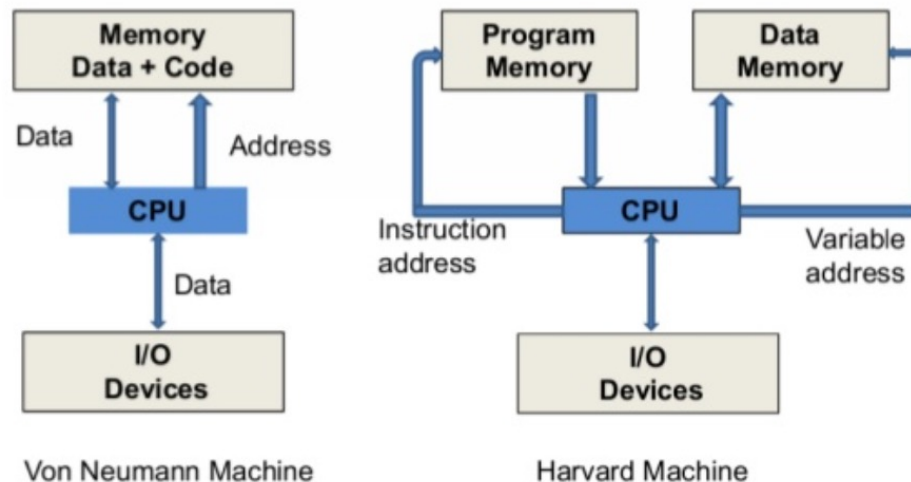 Memory
Data + Code
Data
Address
CPU
Data
I/O
Devices
Von Neumann Machine
Program
Memory
Data
Memory
CPU
Instruction
address
Variable
address
I/O
Devices
Harvard Machine